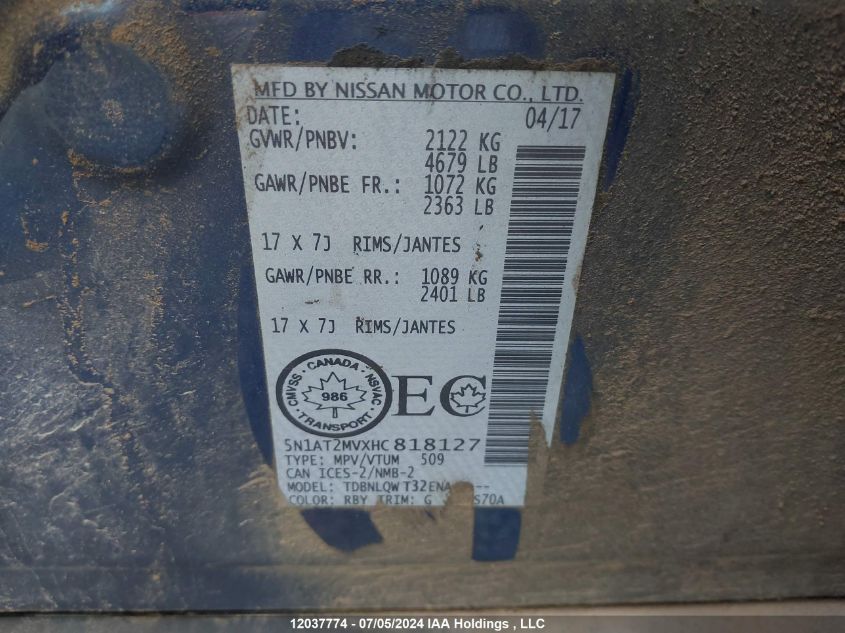 MFD BY NISSAN MOTOR CO., LTD.
DATE: 04/17
GVWR/PNBV: 2122 KG
4679 LB
GAWR/PNBE FR.: 1072 KG
2363 LB
17 X 7J RIMS/JANTES
GAWR/PNBE RR.: 1089 KG
2401 LB
17 X 7J RIMS/JANTES
CMVSS · CANADA · NSVAC · TRANSPORT
986
EC
5N1AT2MVXHC818127
TYPE: MPV/VTUM 509
CAN ICES-2/NMB-2
MODEL: TDBNLQW T32ENA --
COLOR: RBY TRIM: G S70A
12037774 - 07/05/2024 IAA Holdings , LLC